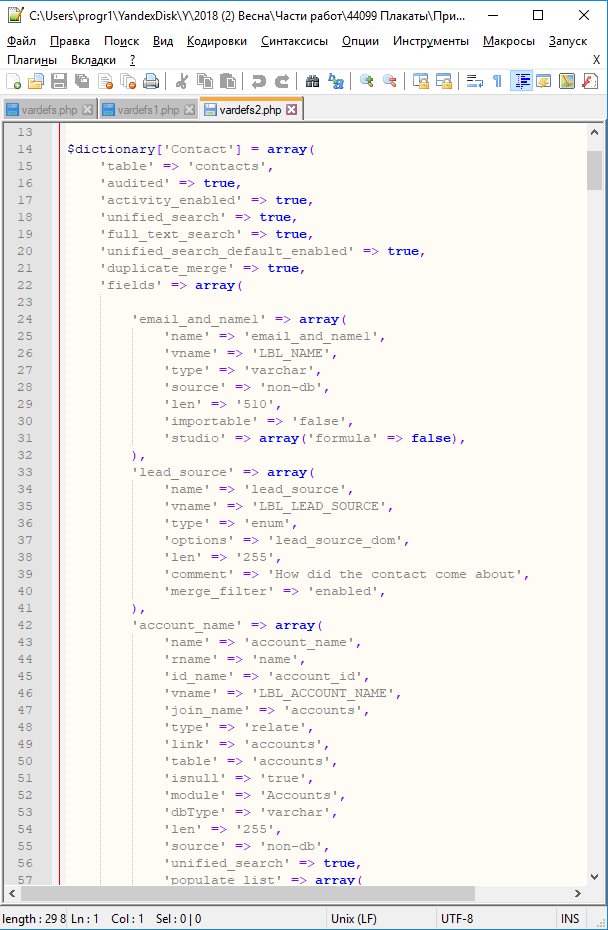 C:\Users\progr1\YandexDisk\Y\2018 (2) Весна\Части работ\44099 Плакаты\При...
Файл Правка Поиск Вид Кодировки Синтаксисы Опции Инструменты Макросы Запуск
Плагины Вкладки ? X
vardefs.php vardefs1.php vardefs2.php
13
14 $dictionary['Contact'] = array(
15 'table' => 'contacts',
16 'audited' => true,
17 'activity_enabled' => true,
18 'unified_search' => true,
19 'full_text_search' => true,
20 'unified_search_default_enabled' => true,
21 'duplicate_merge' => true,
22 'fields' => array(
23
24 'email_and_name1' => array(
25 'name' => 'email_and_name1',
26 'vname' => 'LBL_NAME',
27 'type' => 'varchar',
28 'source' => 'non-db',
29 'len' => '510',
30 'importable' => 'false',
31 'studio' => array('formula' => false),
32 ),
33 'lead_source' => array(
34 'name' => 'lead_source',
35 'vname' => 'LBL_LEAD_SOURCE',
36 'type' => 'enum',
37 'options' => 'lead_source_dom',
38 'len' => '255',
39 'comment' => 'How did the contact come about',
40 'merge_filter' => 'enabled',
41 ),
42 'account_name' => array(
43 'name' => 'account_name',
44 'rname' => 'name',
45 'id_name' => 'account_id',
46 'vname' => 'LBL_ACCOUNT_NAME',
47 'join_name' => 'accounts',
48 'type' => 'relate',
49 'link' => 'accounts',
50 'table' => 'accounts',
51 'isnull' => 'true',
52 'module' => 'Accounts',
53 'dbType' => 'varchar',
54 'len' => '255',
55 'source' => 'non-db',
56 'unified_search' => true,
57 'populate_list' => array(
length : 29 8 Ln : 1 Col : 1 Sel : 0 | 0 Unix (LF) UTF-8 INS